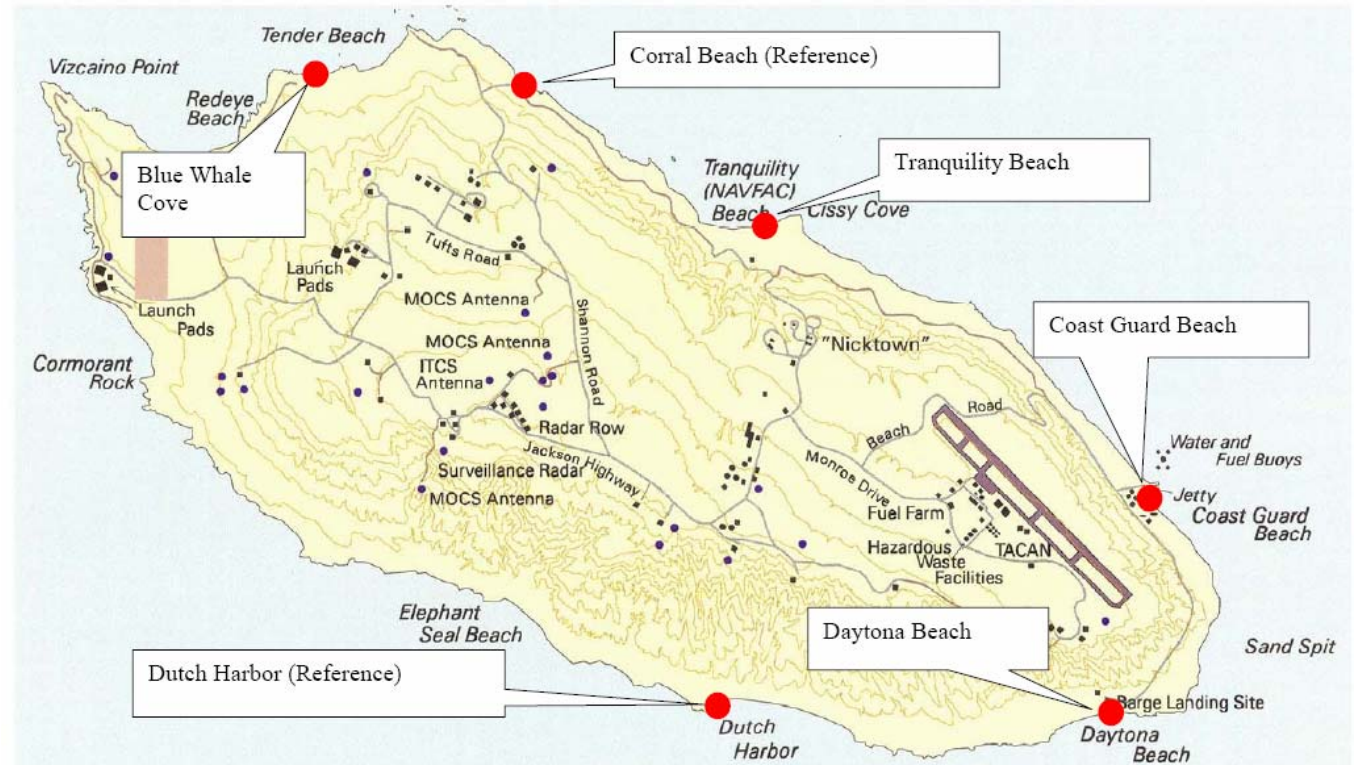 Tender Beach
Corral Beach (Reference)
Vizcaino Point
Redeye
Beach
Blue Whale
Cove
Tranquility
(NAVFAC)
Beach
Cissy Cove
Tranquility Beach
Tufts Road
Launch
Pads
Launch
Pads
MOCS Antenna
Shannon Road
Coast Guard Beach
MOCS Antenna
"Nicktown"
Cormorant
Rock
ITCS
Antenna
Radar Row
Beach
Road
Jackson Highway
Monroe Drive
Water and
Fuel Buoys
Surveillance Radar
MOCS Antenna
Jetty
Coast Guard
Beach
Fuel Farm
Hazardous
Waste
Facilities
TACAN
Elephant
Seal Beach
Daytona Beach
Sand Spit
Dutch Harbor (Reference)
Barge Landing Site
Dutch
Harbor
Daytona
Beach